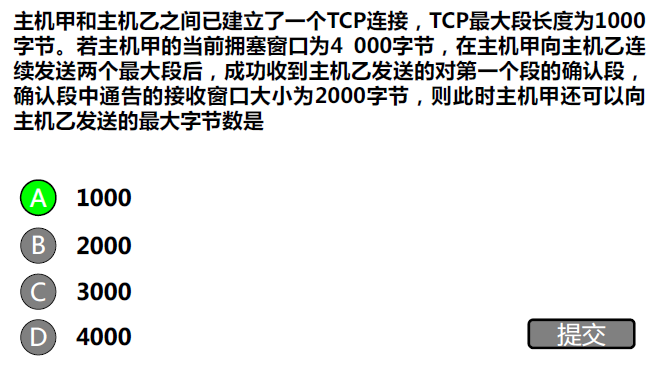 主机甲和主机乙之间已建立了一个TCP连接，TCP最大段长度为1000
字节。若主机甲的当前拥塞窗口为4 000字节，在主机甲向主机乙连
续发送两个最大段后，成功收到主机乙发送的对第一个段的确认段，
确认段中通告的接收窗口大小为2000字节，则此时主机甲还可以向
主机乙发送的最大字节数是
A 1000
B 2000
C 3000
D 4000
提交